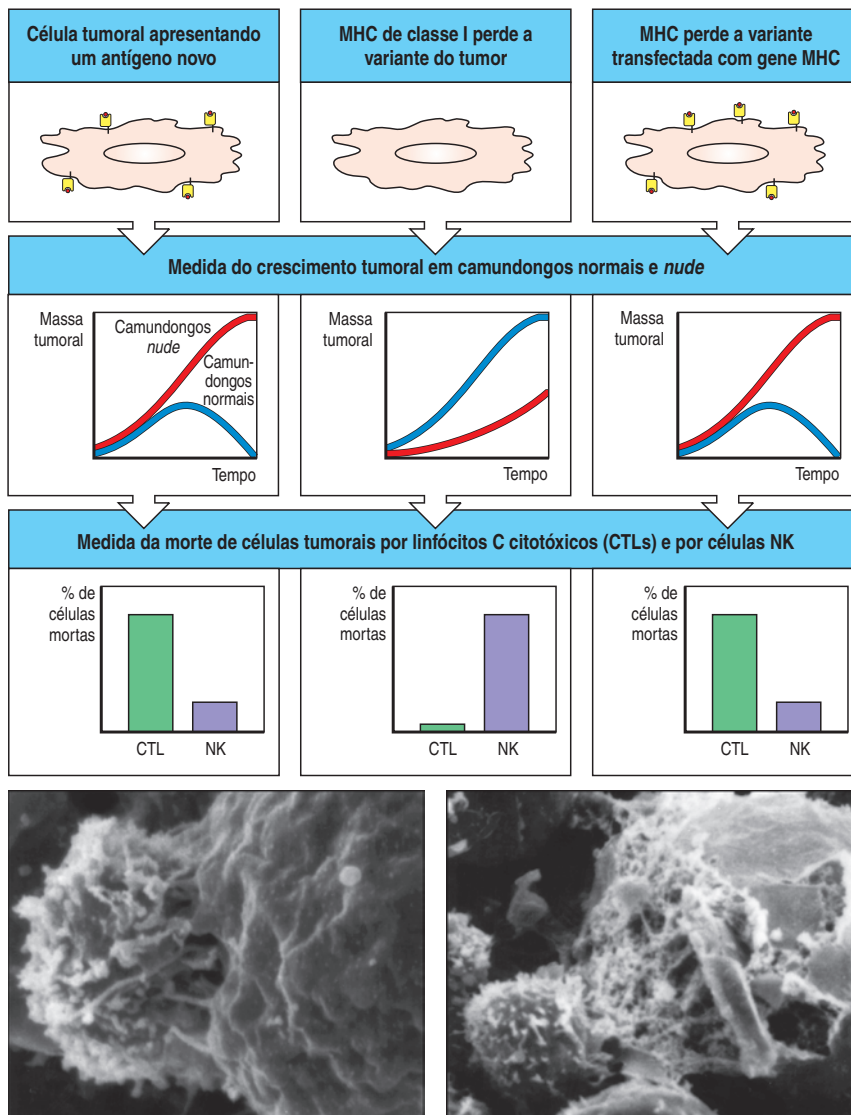 Célula tumoral apresentando
um antígeno novo
MHC de classe I perde a
variante do tumor
MHC perde a variante
transfectada com gene MHC
Medida do crescimento tumoral em camundongos normais e nude
Massa
tumoral
Camundongos
nude
Camun-
dongos
normais
Tempo
Massa
tumoral
Tempo
Massa
tumoral
Tempo
Medida da morte de células tumorais por linfócitos C citotóxicos (CTLs) e por células NK
% de
células
mortas
CTL NK
% de
células
mortas
CTL NK
% de
células
mortas
CTL NK